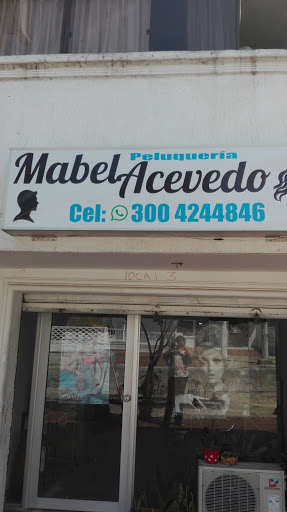 Peluquería
Mabel Acevedo
Cel: 300 4244846
LOCAL 3